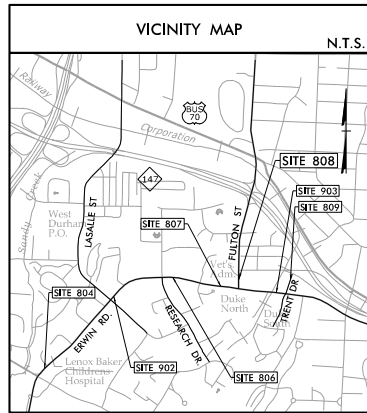 VICINITY MAP
N.T.S.
Railway
BUS
70
Corporation
SITE 808
147
Sandy Creek
SITE 903
SITE 809
West
Durham
P.O.
LASALLE ST
SITE 807
FULTON ST
Vet's
Adm.
SITE 804
Duke
North
Duke
South
TRENT DR
ERWIN RD.
RESEARCH DR.
Lenox Baker
Childrens
Hospital
SITE 902
SITE 806